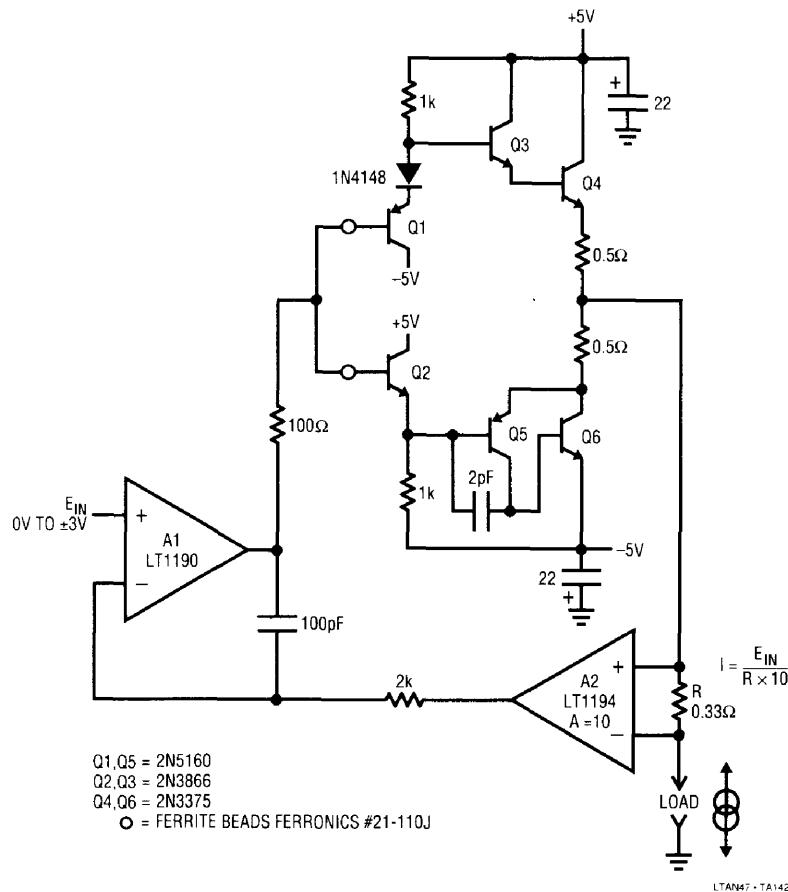 +5V
1k
+
22
Q3
1N4148
Q4
Q1
–5V
0.5Ω
+5V
0.5Ω
Q2
100Ω
Q5
Q6
2pF
1k
EIN
0V TO ±3V
+
A1
LT1190
–
–5V
22
+
100pF
A2
LT1194
A =10
+
–
I = EIN
R × 10
R
0.33Ω
2k
Q1,Q5 = 2N5160
Q2,Q3 = 2N3866
Q4,Q6 = 2N3375
= FERRITE BEADS FERRONICS #21-110J
LOAD
LTAN47 • TA142